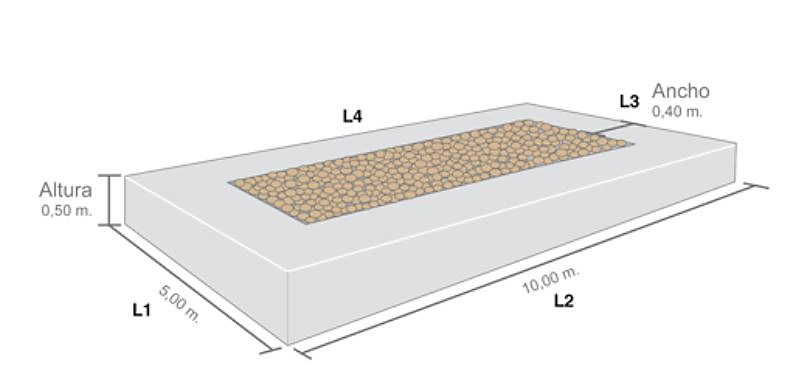 L4
L3
Ancho
0,40 m.
Altura
0,50 m.
L1
5,00 m.
10,00 m.
L2